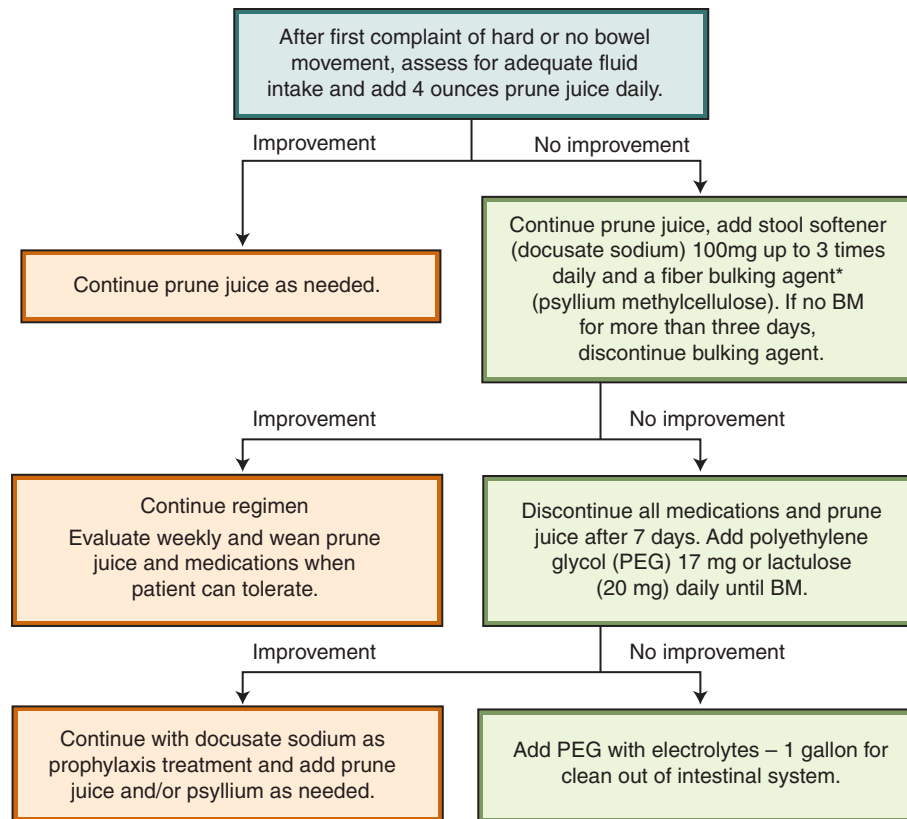 After first complaint of hard or no bowel
movement, assess for adequate fluid
intake and add 4 ounces prune juice daily.
Improvement
No improvement
Continue prune juice as needed.
Continue prune juice, add stool softener
(docusate sodium) 100mg up to 3 times
daily and a fiber bulking agent*
(psyllium methylcellulose). If no BM
for more than three days,
discontinue bulking agent.
Improvement
No improvement
Continue regimen
Evaluate weekly and wean prune
juice and medications when
patient can tolerate.
Discontinue all medications and prune
juice after 7 days. Add polyethylene
glycol (PEG) 17 mg or lactulose
(20 mg) daily until BM.
Improvement
No improvement
Continue with docusate sodium as
prophylaxis treatment and add prune
juice and/or psyllium as needed.
Add PEG with electrolytes – 1 gallon for
clean out of intestinal system.